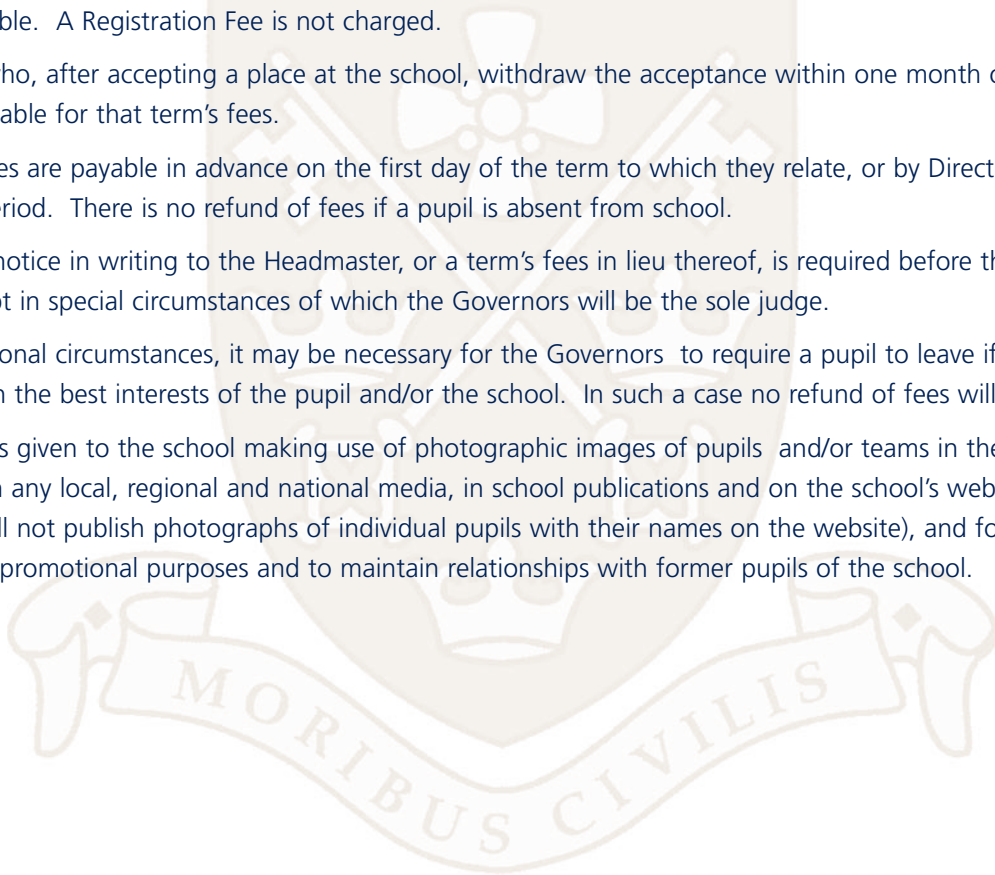 ble. A Registration Fee is not charged.
ho, after accepting a place at the school, withdraw the acceptance within one month
able for that term's fees.
es are payable in advance on the first day of the term to which they relate, or by Direct
eriod. There is no refund of fees if a pupil is absent from school.
notice in writing to the Headmaster, or a term's fees in lieu thereof, is required before th
t in special circumstances of which the Governors will be the sole judge.
onal circumstances, it may be necessary for the Governors to require a pupil to leave if
n the best interests of the pupil and/or the school. In such a case no refund of fees will
s given to the school making use of photographic images of pupils and/or teams in the
n any local, regional and national media, in school publications and on the school's web
ll not publish photographs of individual pupils with their names on the website), and fo
promotional purposes and to maintain relationships with former pupils of the school.
MORIBUS CIVILIS